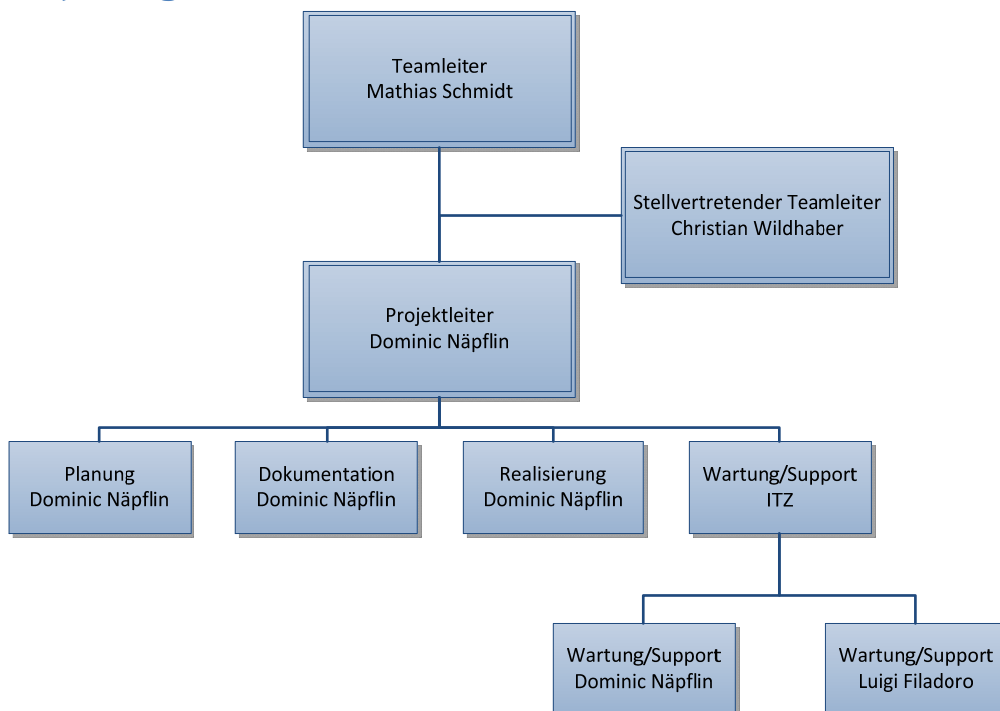 Teamleiter
Mathias Schmidt
Stellvertretender Teamleiter
Christian Wildhaber
Projektleiter
Dominic Näpflin
Planung
Dominic Näpflin
Dokumentation
Dominic Näpflin
Realisierung
Dominic Näpflin
Wartung/Support
ITZ
Wartung/Support
Dominic Näpflin
Wartung/Support
Luigi Filadoro